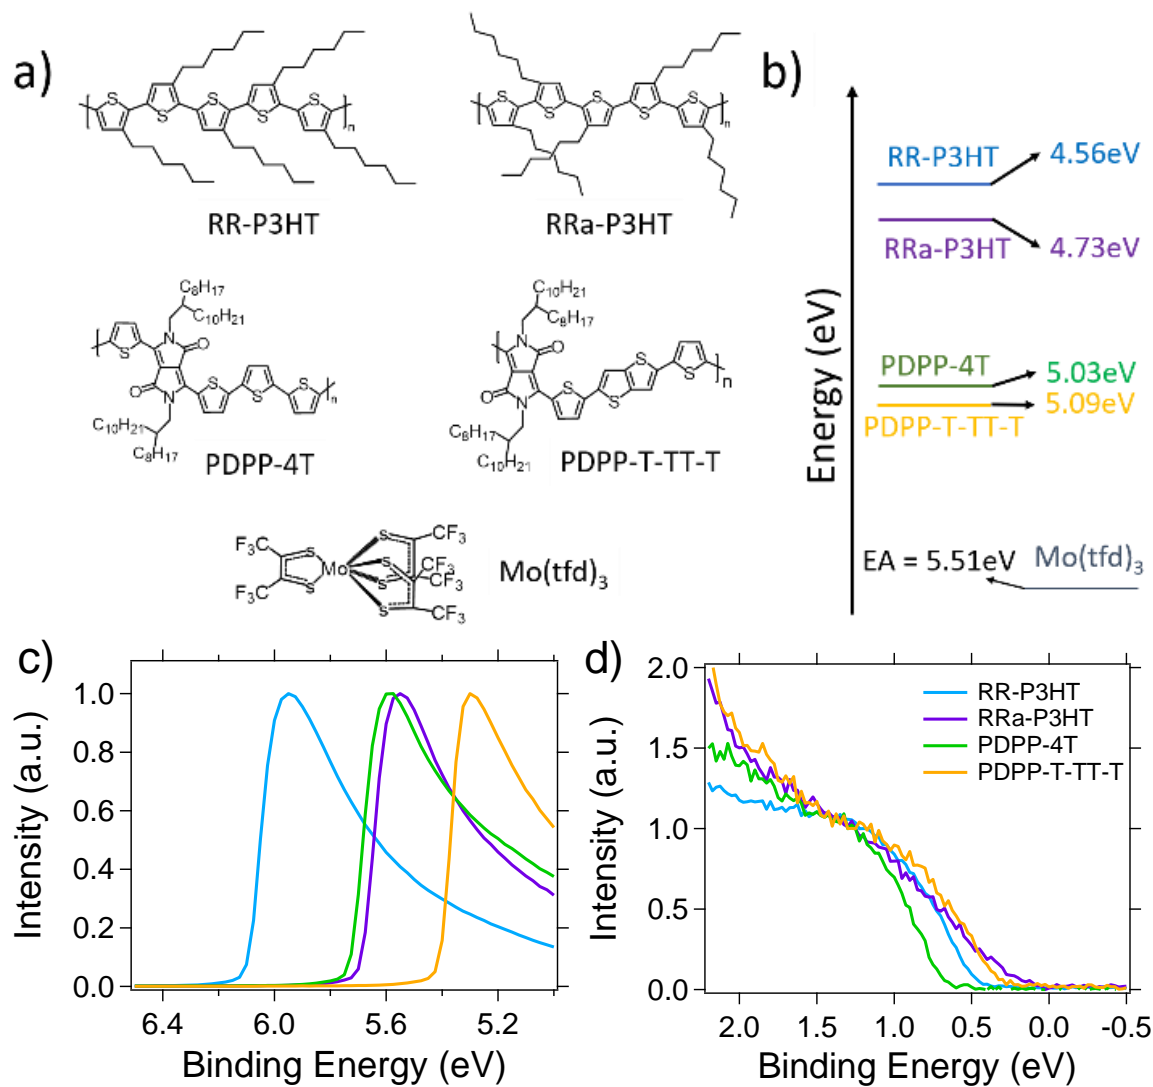 a)
S
S
S
S
S
n
RR-P3HT
S
S
S
S
S
n
RRa-P3HT
C8H17
C10H21
S
N
O
O
N
S
S
S
n
C10H21
C8H17
PDPP-4T
C10H21
C8H17
N
O
O
N
S
S
S
S
n
C8H17
C10H21
PDPP-T-TT-T
F3C
F3C
S
S
Mo
S
S
S
S
CF3
CF3
CF3
CF3
Mo(tfd)3
b)
Energy (eV)
RR-P3HT
4.56eV
RRa-P3HT
4.73eV
PDPP-4T
5.03eV
5.09eV
PDPP-T-TT-T
EA = 5.51eV
Mo(tfd)3
c)
Intensity (a.u.)
1.0
0.8
0.6
0.4
0.2
0.0
6.4
6.0
5.6
5.2
Binding Energy (eV)
d)
Intensity (a.u.)
2.0
1.5
1.0
0.5
0.0
RR-P3HT
RRa-P3HT
PDPP-4T
PDPP-T-TT-T
2.0
1.5
1.0
0.5
0.0
-0.5
Binding Energy (eV)